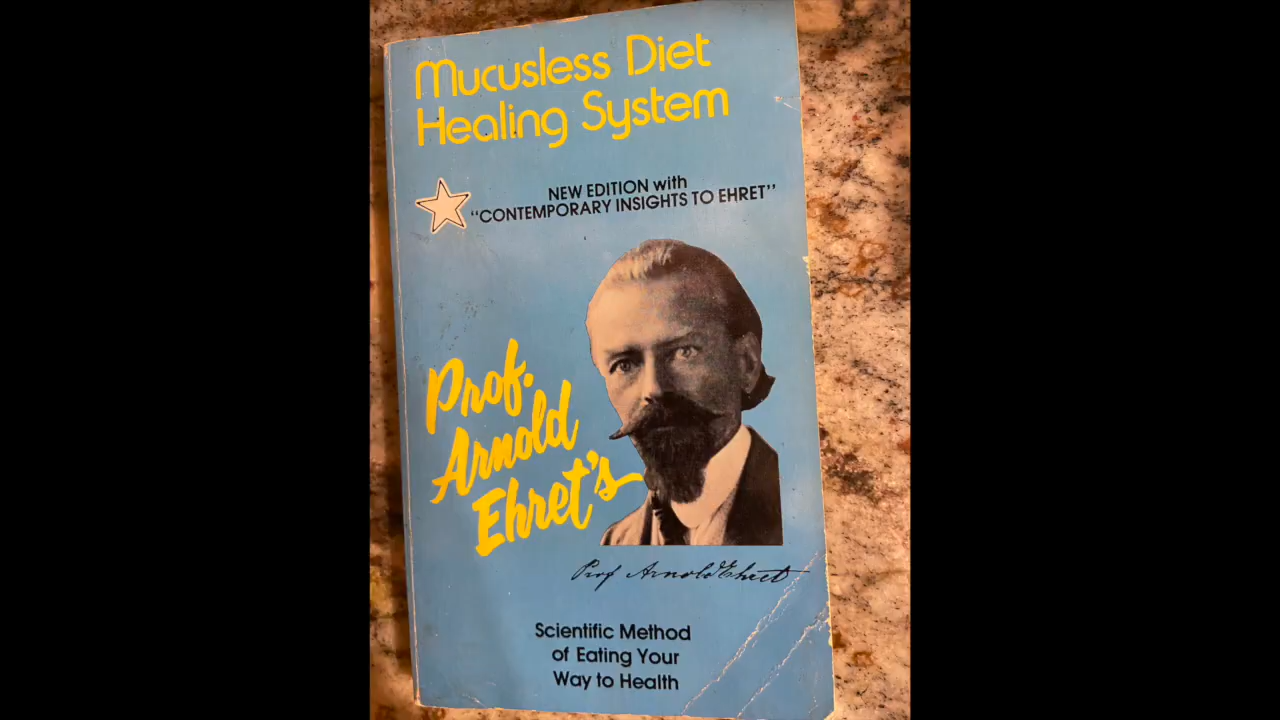 Mucusless Diet
Healing System
NEW EDITION with
"CONTEMPORARY INSIGHTS TO EHRET"
Prof.
Arnold
Ehret's
Prof Arnold Ehret
Scientific Method
of Eating Your
Way to Health